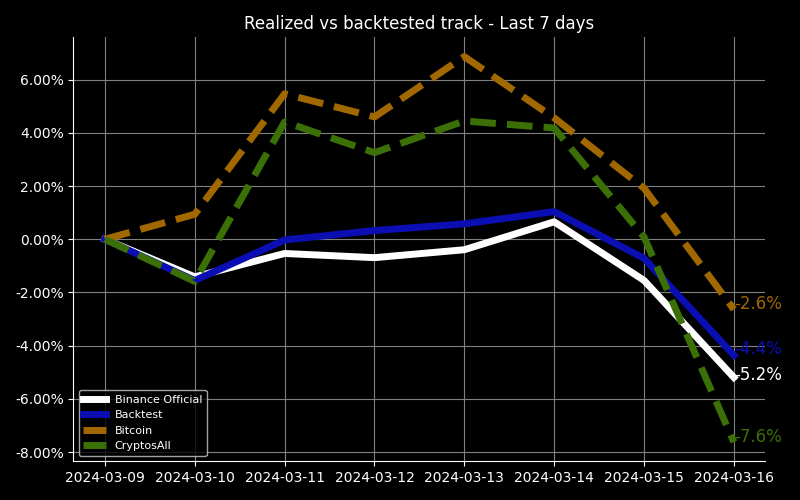 Realized vs backtested track - Last 7 days
6.00%
4.00%
2.00%
0.00%
-2.00%
-4.00%
-6.00%
-8.00%
-2.6%
-4.4%
-5.2%
-7.6%
Binance Official
Backtest
Bitcoin
CryptosAll
2024-03-09 2024-03-10 2024-03-11 2024-03-12 2024-03-13 2024-03-14 2024-03-15 2024-03-16